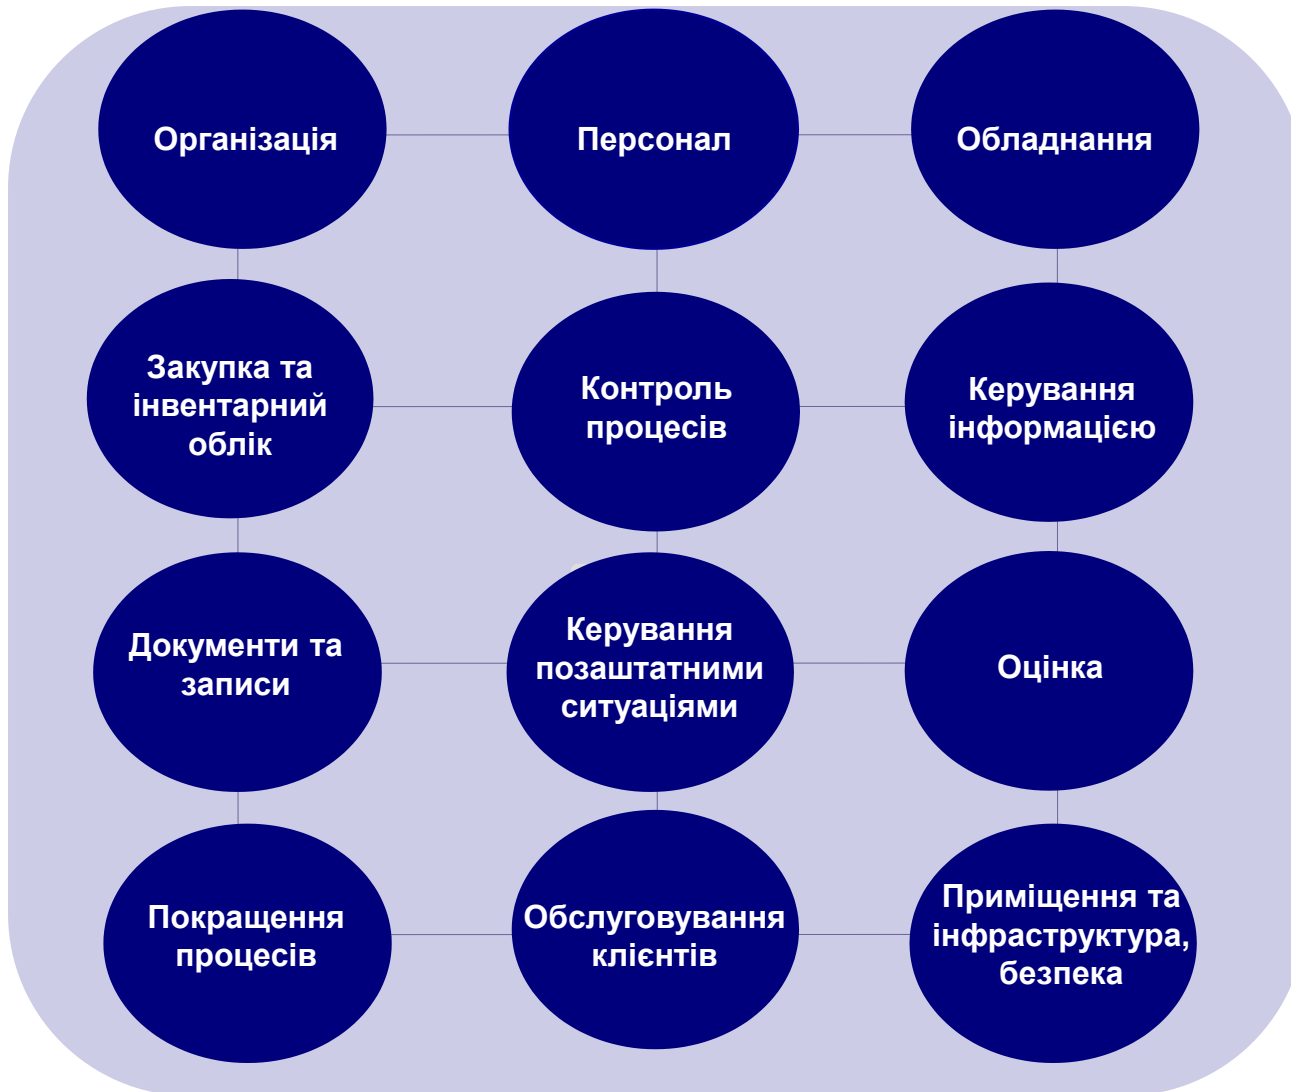 Організація
Персонал
Обладнання
Закупка та
інвентарний
облік
Контроль
процесів
Керування
інформацією
Документи та
записи
Керування
позаштатними
ситуаціями
Оцінка
Покращення
процесів
Обслуговування
клієнтів
Приміщення та
інфраструктура,
безпека